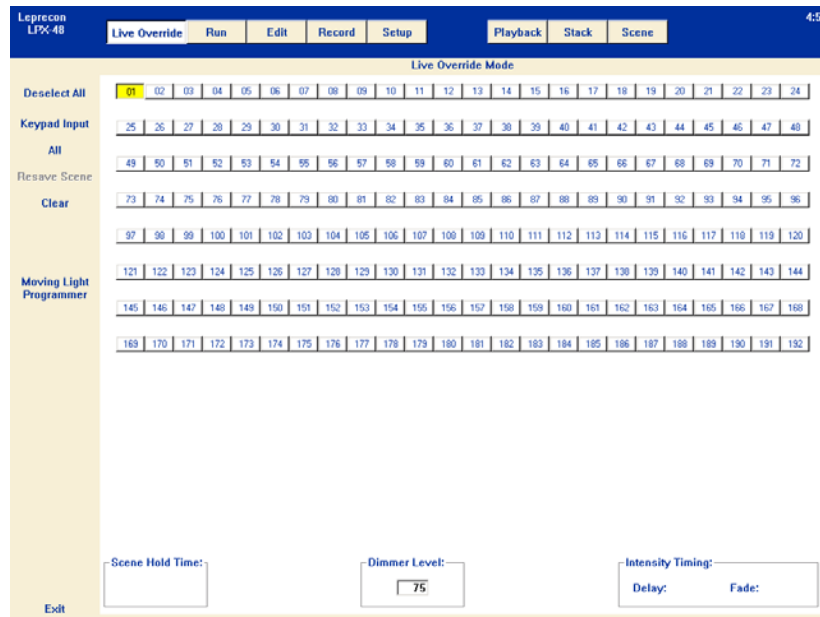 Leprecon
LPX-48
Live Override Run Edit Record Setup Playback Stack Scene
Live Override Mode
Deselect All
Keypad Input
All
Resave Scene
Clear
Moving Light
Programmer
Exit
01 02 03 04 05 06 07 08 09 10 11 12 13 14 15 16 17 18 19 20 21 22 23 24
25 26 27 28 29 30 31 32 33 34 35 36 37 38 39 40 41 42 43 44 45 46 47 48
49 50 51 52 53 54 55 56 57 58 59 60 61 62 63 64 65 66 67 68 69 70 71 72
73 74 75 76 77 78 79 80 81 82 83 84 85 86 87 88 89 90 91 92 93 94 95 96
97 98 99 100 101 102 103 104 105 106 107 108 109 110 111 112 113 114 115 116 117 118 119 120
121 122 123 124 125 126 127 128 129 130 131 132 133 134 135 136 137 138 139 140 141 142 143 144
145 146 147 148 149 150 151 152 153 154 155 156 157 158 159 160 161 162 163 164 165 166 167 168
169 170 171 172 173 174 175 176 177 178 179 180 181 182 183 184 185 186 187 188 189 190 191 192
Scene Hold Time:
Dimmer Level:
75
Intensity Timing:
Delay: Fade: